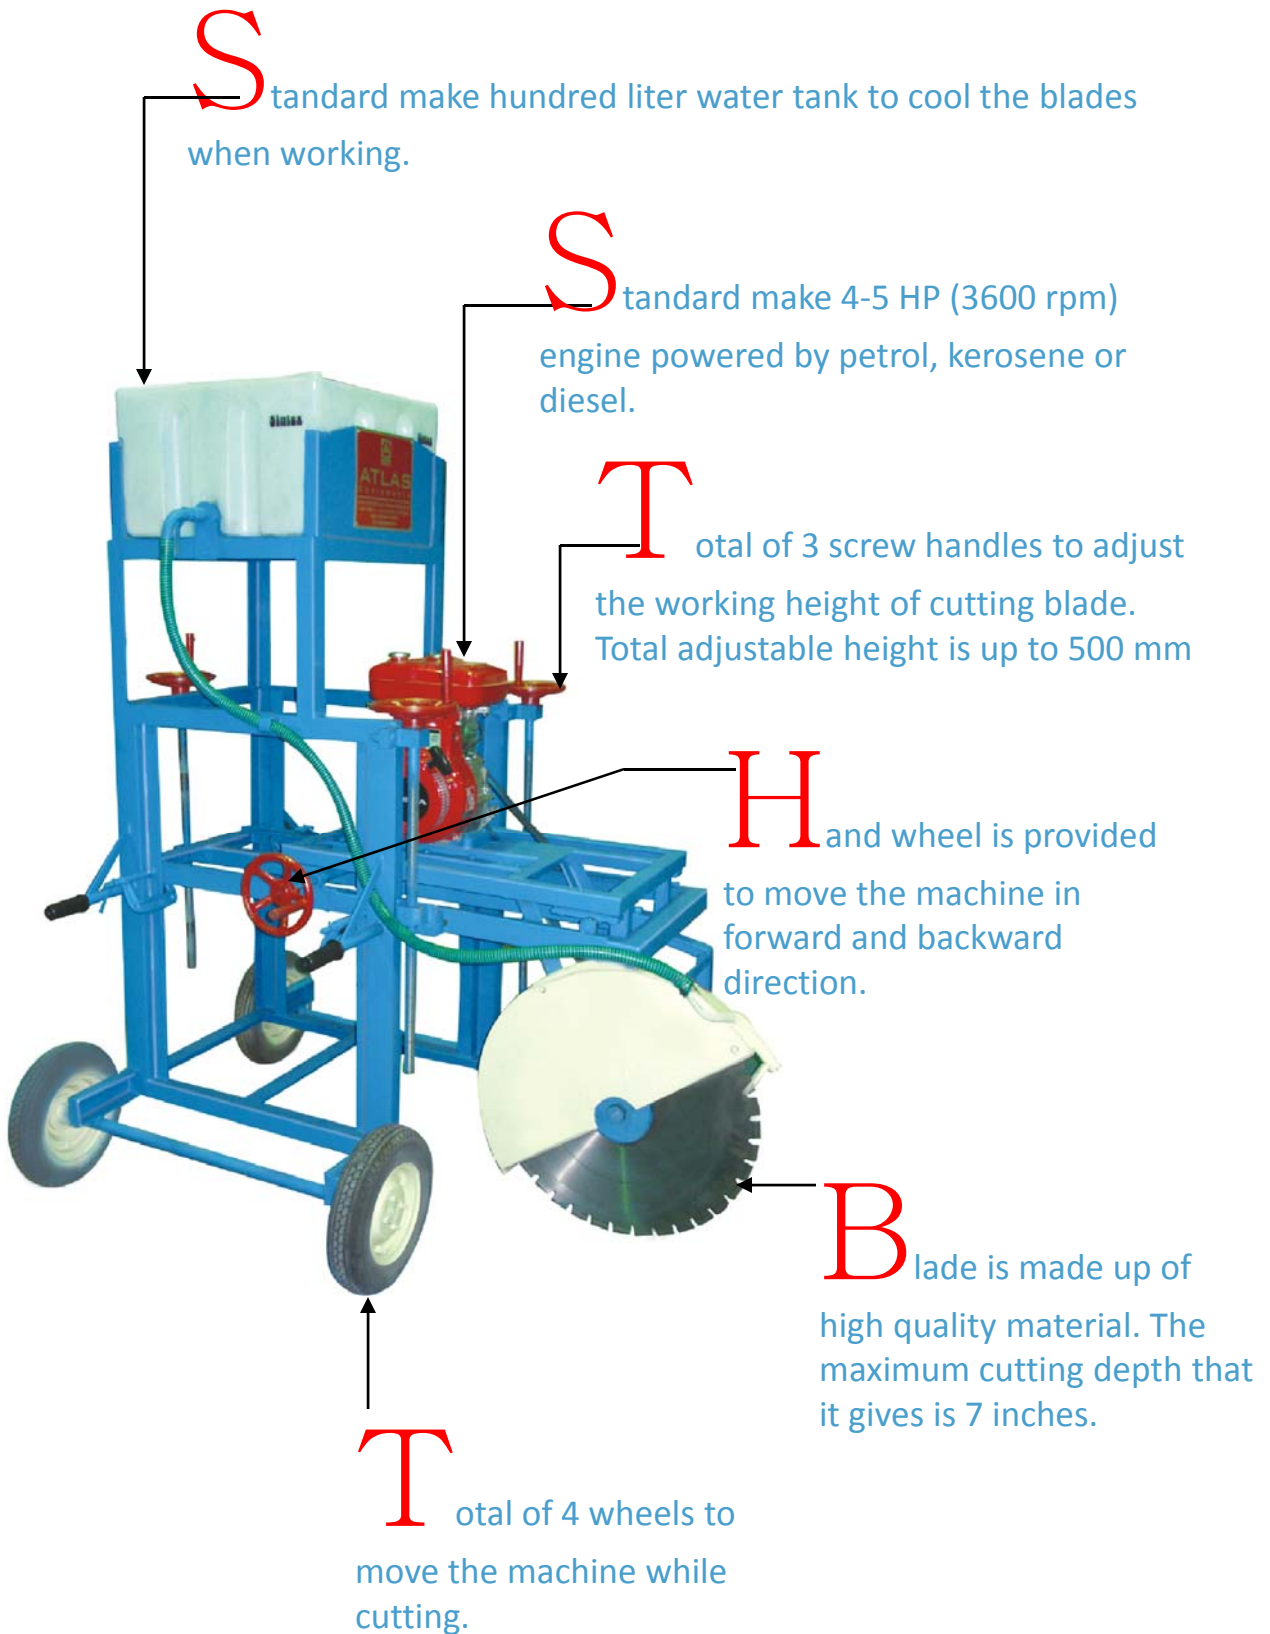 Standard make hundred liter water tank to cool the blades
when working.
Standard make 4-5 HP (3600 rpm)
engine powered by petrol, kerosene or
diesel.
Sintex
ATLAS
Total of 3 screw handles to adjust
the working height of cutting blade.
Total adjustable height is up to 500 mm
Hand wheel is provided
to move the machine in
forward and backward
direction.
Blade is made up of
high quality material. The
maximum cutting depth that
it gives is 7 inches.
Total of 4 wheels to
move the machine while
cutting.